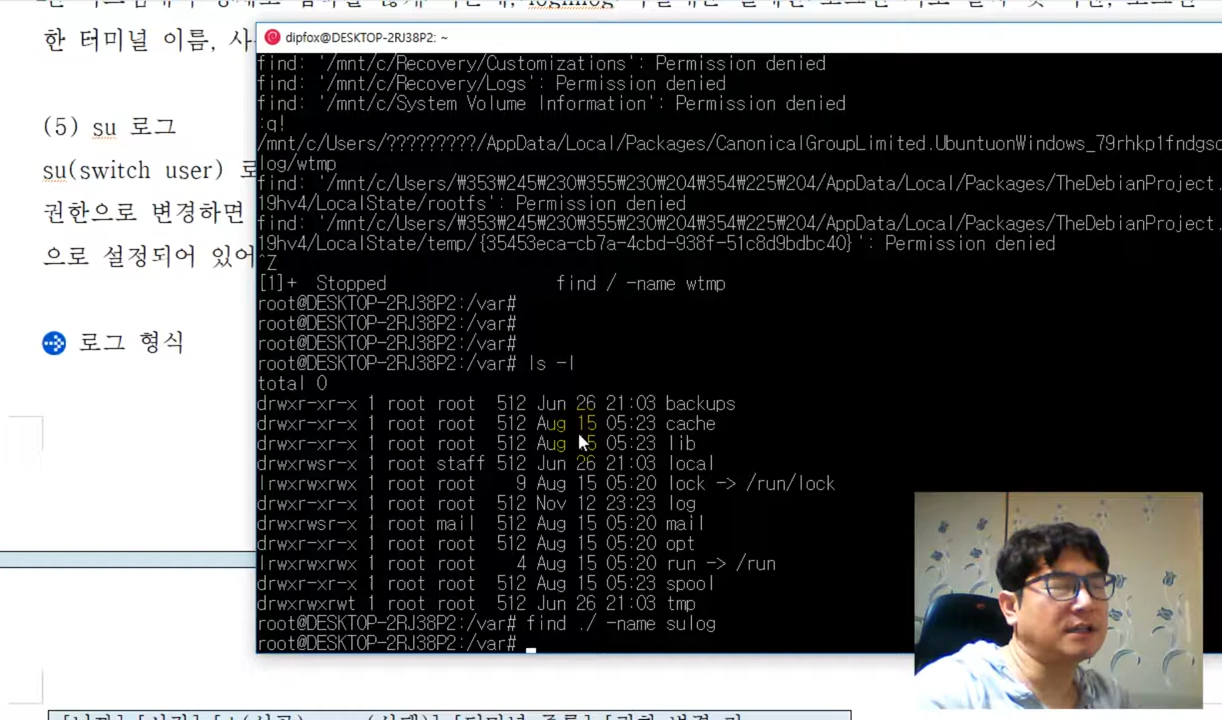 한 터미널 이름, 사
(5) su 로그
su(switch user) 로
권한으로 변경하면
으로 설정되어 있어
로그 형식
dipfox@DESKTOP-2RJ38P2: ~
find: '/mnt/c/Recovery/Customizations': Permission denied
find: '/mnt/c/Recovery/Logs': Permission denied
find: '/mnt/c/System Volume Information': Permission denied
:q!
/mnt/c/Users/?????????/AppData/Local/Packages/CanonicalGroupLimited.UbuntuonWindows_79rhkp1fndgsc
log/wtmp
find: '/mnt/c/Users/₩353₩245₩230₩355₩230₩204₩354₩225₩204/AppData/Local/Packages/TheDebianProject.
19hv4/LocalState/rootfs': Permission denied
find: '/mnt/c/Users/₩353₩245₩230₩355₩230₩204₩354₩225₩204/AppData/Local/Packages/TheDebianProject.
19hv4/LocalState/temp/{35453eca-cb7a-4cbd-938f-51c8d9bdbc40}': Permission denied
^Z
[1]+  Stopped                 find / -name wtmp
root@DESKTOP-2RJ38P2:/var#
root@DESKTOP-2RJ38P2:/var#
root@DESKTOP-2RJ38P2:/var#
root@DESKTOP-2RJ38P2:/var# ls -l
total 0
drwxr-xr-x 1 root root  512 Jun 26 21:03 backups
drwxr-xr-x 1 root root  512 Aug 15 05:23 cache
drwxr-xr-x 1 root root  512 Aug 15 05:23 lib
drwxrwsr-x 1 root staff 512 Jun 26 21:03 local
lrwxrwxrwx 1 root root    9 Aug 15 05:20 lock -> /run/lock
drwxr-xr-x 1 root root  512 Nov 12 23:23 log
drwxrwsr-x 1 root mail  512 Aug 15 05:20 mail
drwxr-xr-x 1 root root  512 Aug 15 05:20 opt
lrwxrwxrwx 1 root root    4 Aug 15 05:20 run -> /run
drwxr-xr-x 1 root root  512 Aug 15 05:23 spool
drwxrwxrwt 1 root root  512 Jun 26 21:03 tmp
root@DESKTOP-2RJ38P2:/var# find ./ -name sulog
root@DESKTOP-2RJ38P2:/var#